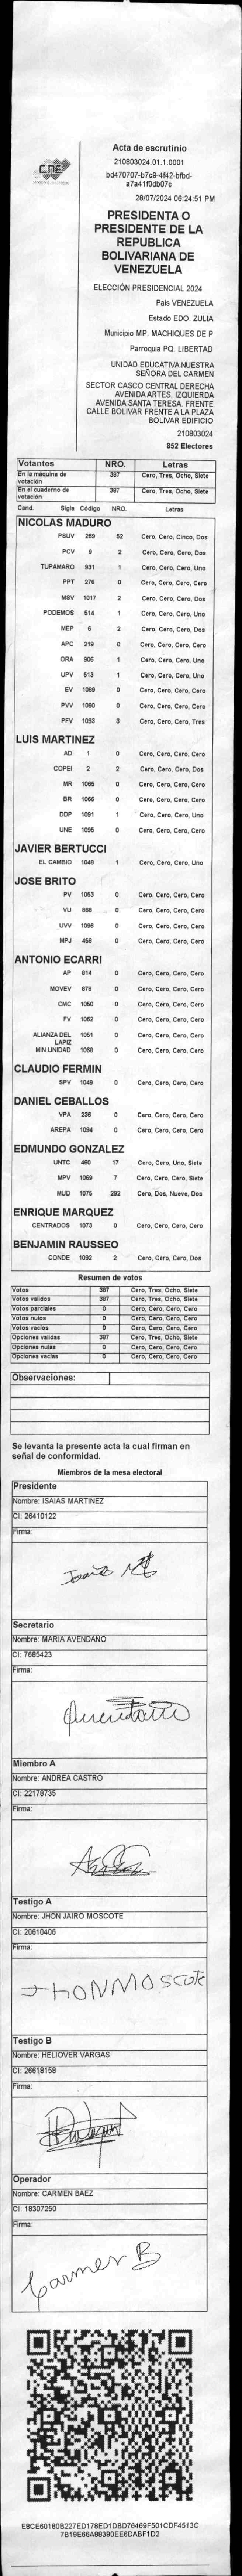 CNE
Acta de escrutinio
210803024.01.1.0001
bd470707-b7c9-4f42-bfbd-
a7a41f0db07c
28/07/2024 06:24:51 PM
PRESIDENTA O
PRESIDENTE DE LA
REPUBLICA
BOLIVARIANA DE
VENEZUELA
ELECCIÓN PRESIDENCIAL 2024
Pais VENEZUELA
Estado EDO. ZULIA
Municipio MP. MACHIQUES DE P
Parroquia PQ. LIBERTAD
UNIDAD EDUCATIVA NUESTRA
SEÑORA DEL CARMEN
SECTOR CASCO CENTRAL DERECHA
AVENIDA ARTES. IZQUIERDA
AVENIDA SANTA TERESA. FRENTE
CALLE BOLIVAR FRENTE A LA PLAZA
BOLIVAR EDIFICIO
210803024
852 Electores
Votantes NRO. Letras
En la máquina de votación 387 Cero, Tres, Ocho, Siete
En el cuaderno de votación 387 Cero, Tres, Ocho, Siete
Cand. Sigla Código NRO. Letras
NICOLAS MADURO
PSUV 269 52 Cero, Cero, Cinco, Dos
PCV 9 2 Cero, Cero, Cero, Dos
TUPAMARO 931 1 Cero, Cero, Cero, Uno
PPT 276 0 Cero, Cero, Cero, Cero
MSV 1017 2 Cero, Cero, Cero, Dos
PODEMOS 514 1 Cero, Cero, Cero, Uno
MEP 6 2 Cero, Cero, Cero, Dos
APC 219 0 Cero, Cero, Cero, Cero
ORA 906 1 Cero, Cero, Cero, Uno
UPV 513 1 Cero, Cero, Cero, Uno
EV 1089 0 Cero, Cero, Cero, Cero
PVV 1090 0 Cero, Cero, Cero, Cero
PFV 1093 3 Cero, Cero, Cero, Tres
LUIS MARTINEZ
AD 1 0 Cero, Cero, Cero, Cero
COPEI 2 2 Cero, Cero, Cero, Dos
MR 1065 0 Cero, Cero, Cero, Cero
BR 1066 0 Cero, Cero, Cero, Cero
DDP 1091 1 Cero, Cero, Cero, Uno
UNE 1095 0 Cero, Cero, Cero, Cero
JAVIER BERTUCCI
EL CAMBIO 1048 1 Cero, Cero, Cero, Uno
JOSE BRITO
PV 1053 0 Cero, Cero, Cero, Cero
VU 868 0 Cero, Cero, Cero, Cero
UVV 1096 0 Cero, Cero, Cero, Cero
MPJ 458 0 Cero, Cero, Cero, Cero
ANTONIO ECARRI
AP 814 0 Cero, Cero, Cero, Cero
MOVEV 878 0 Cero, Cero, Cero, Cero
CMC 1050 0 Cero, Cero, Cero, Cero
FV 1062 0 Cero, Cero, Cero, Cero
ALIANZA DEL LAPIZ 1051 0 Cero, Cero, Cero, Cero
MIN UNIDAD 1068 0 Cero, Cero, Cero, Cero
CLAUDIO FERMIN
SPV 1049 0 Cero, Cero, Cero, Cero
DANIEL CEBALLOS
VPA 236 0 Cero, Cero, Cero, Cero
AREPA 1094 0 Cero, Cero, Cero, Cero
EDMUNDO GONZALEZ
UNTC 460 17 Cero, Cero, Uno, Siete
MPV 1069 7 Cero, Cero, Cero, Siete
MUD 1075 292 Cero, Dos, Nueve, Dos
ENRIQUE MARQUEZ
CENTRADOS 1073 0 Cero, Cero, Cero, Cero
BENJAMIN RAUSSEO
CONDE 1092 2 Cero, Cero, Cero, Dos
Resumen de votos
Votos 387 Cero, Tres, Ocho, Siete
Votos validos 387 Cero, Tres, Ocho, Siete
Votos parciales 0 Cero, Cero, Cero, Cero
Votos nulos 0 Cero, Cero, Cero, Cero
Votos vacios 0 Cero, Cero, Cero, Cero
Opciones validas 387 Cero, Tres, Ocho, Siete
Opciones nulas 0 Cero, Cero, Cero, Cero
Opciones vacias 0 Cero, Cero, Cero, Cero
Observaciones:
Se levanta la presente acta la cual firman en
señal de conformidad.
Miembros de la mesa electoral
Presidente
Nombre: ISAIAS MARTINEZ
CI: 26410122
Firma:
Secretario
Nombre: MARIA AVENDANO
CI: 7685423
Firma:
Miembro A
Nombre: ANDREA CASTRO
CI: 22178735
Firma:
Testigo A
Nombre: JHON JAIRO MOSCOTE
CI: 20610406
Firma:
JHON MOSCOTE
Testigo B
Nombre: HELIOVER VARGAS
CI: 26618158
Firma:
Operador
Nombre: CARMEN BAEZ
CI: 18307250
Firma:
Carmen B
E8CE60180B227ED178ED1DBD76469F501CDF4513C
7B19E66A88390EE6DABF1D2